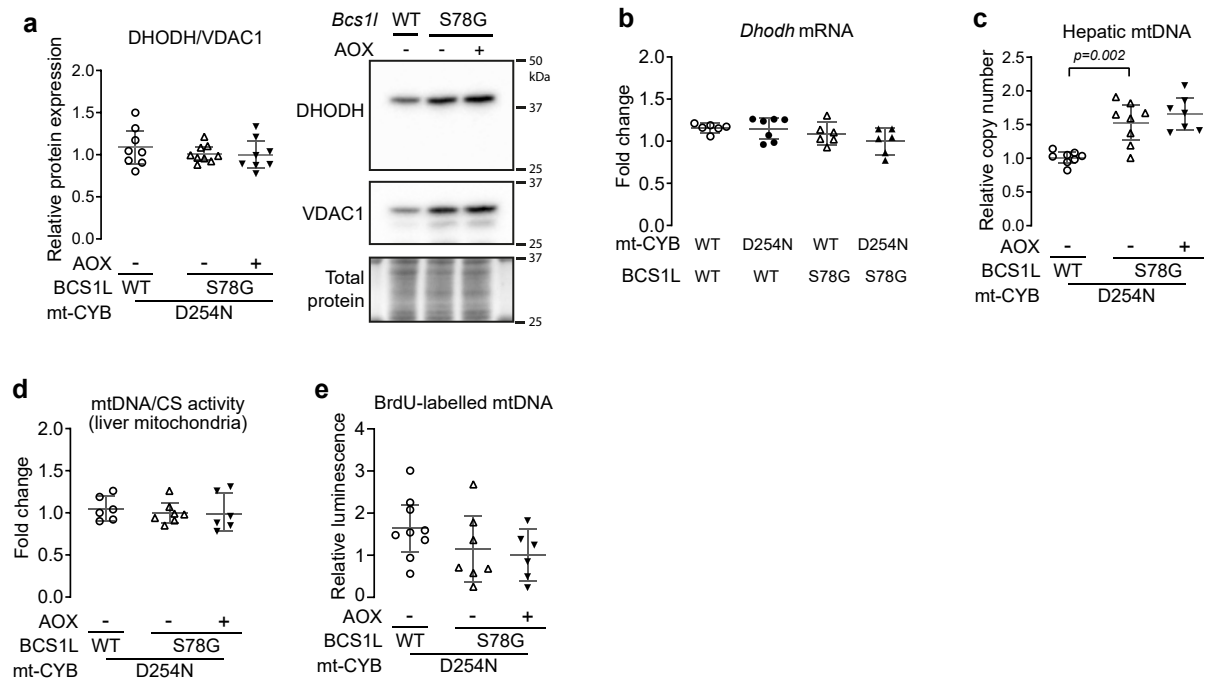 a
DHODH/VDAC1
Relative protein expression
2.0
1.5
1.0
0.5
0.0
AOX - - +
BCS1L WT S78G
mt-CYB D254N
Bcs1l WT S78G
AOX - - +
50
kDa
DHODH
37
25
37
VDAC1
25
37
Total
protein
25
b
Dhodh mRNA
Fold change
2.0
1.5
1.0
0.5
0.0
mt-CYB WT D254N WT D254N
BCS1L WT WT S78G S78G
c
Hepatic mtDNA
p=0.002
Relative copy number
2.5
2.0
1.5
1.0
0.5
0.0
AOX - - +
BCS1L WT S78G
mt-CYB D254N
d
mtDNA/CS activity
(liver mitochondria)
Fold change
2.0
1.5
1.0
0.5
0.0
AOX - - +
BCS1L WT S78G
mt-CYB D254N
e
BrdU-labelled mtDNA
Relative luminescence
4
3
2
1
0
AOX - - +
BCS1L WT S78G
mt-CYB D254N